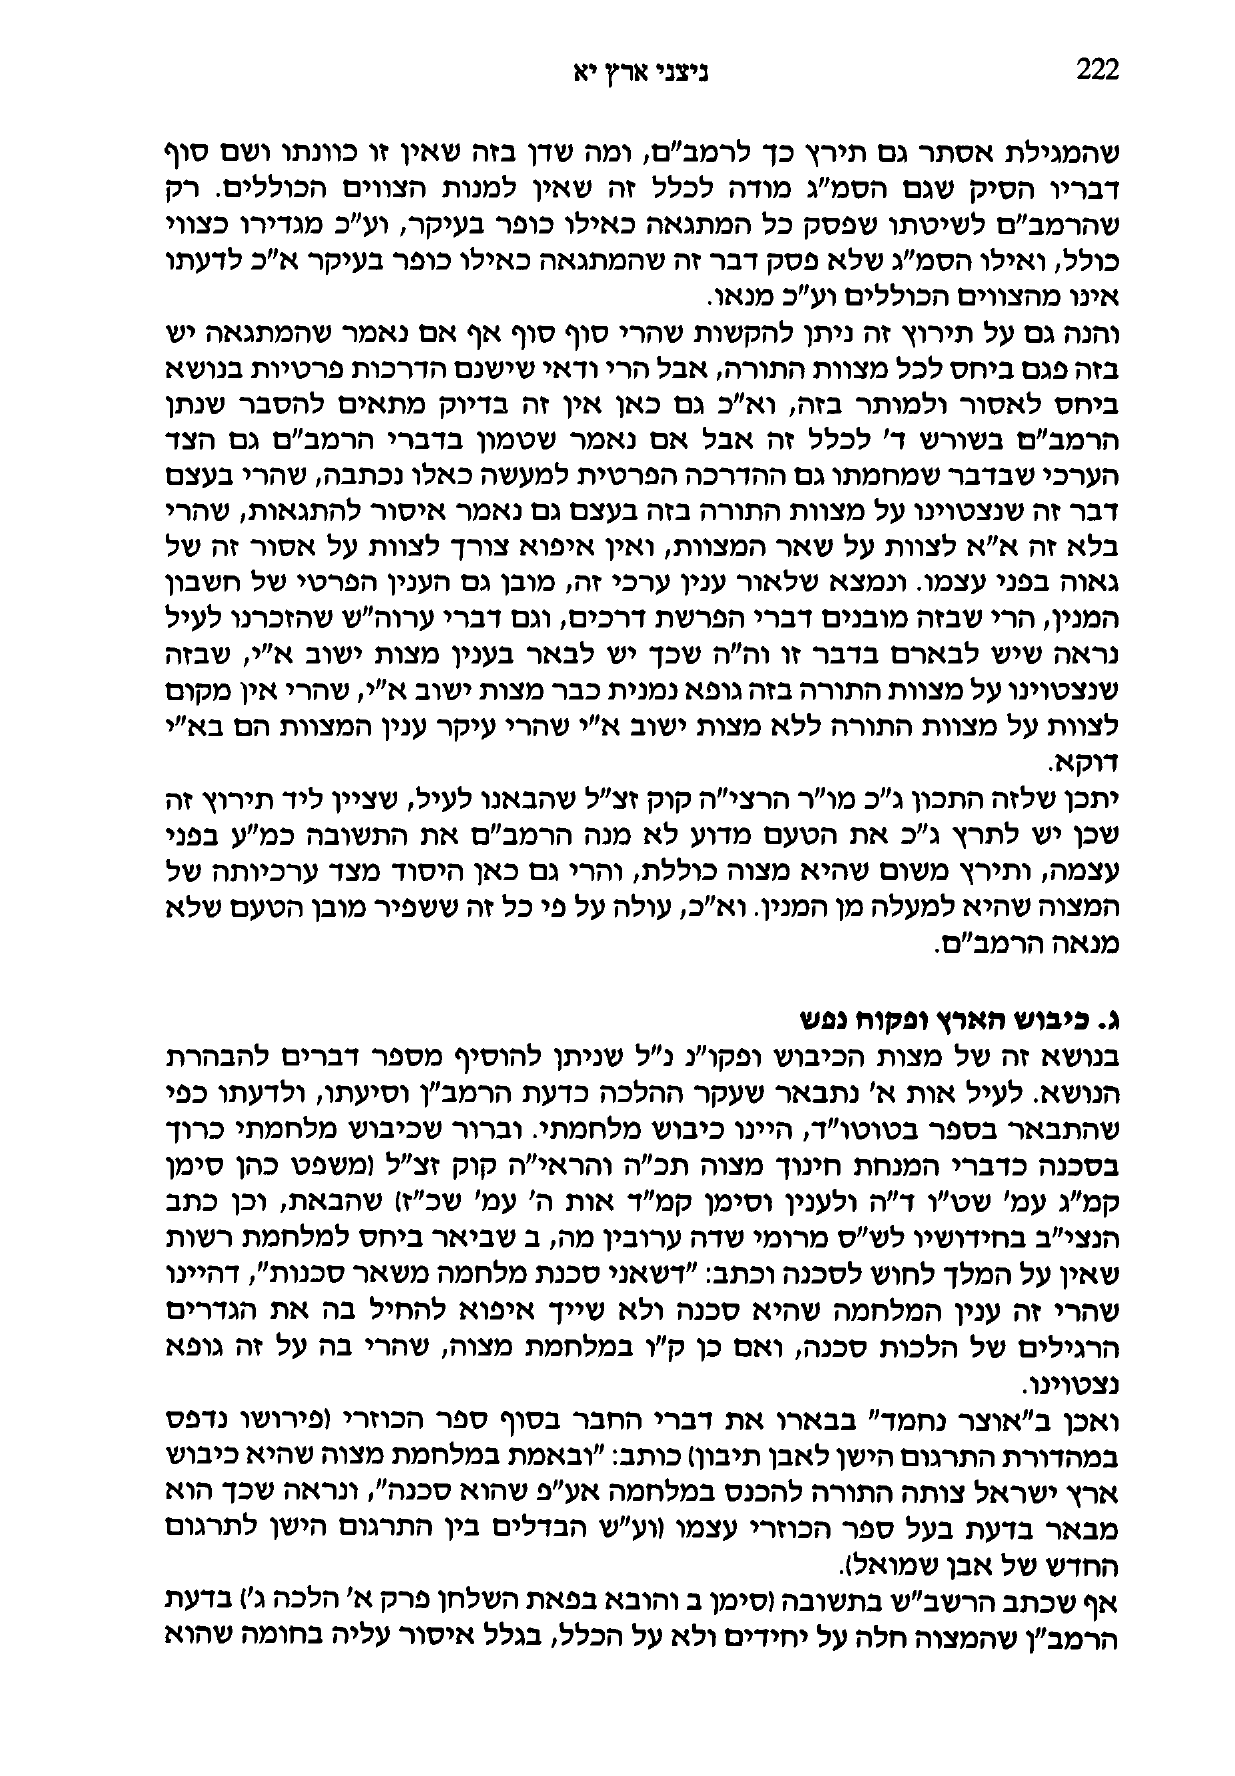 222
ניצני ארץ יא
שהמגילת אסתר גם תירץ כך לרמב"ם, ומה שדן בזה שאין זו כוונתו ושם סוף
דבריו הסיק שגם הסמ"ג מודה לכלל זה שאין למנות הצווים הכוללים. רק
שהרמב"ם לשיטתו שפסק כל המתגאה כאילו כופר בעיקר, וע"כ מגדירו כצווי
כולל, ואילו הסמ"ג שלא פסק דבר זה שהמתגאה כאילו כופר בעיקר א"כ לדעתו
אינו מהצווים הכוללים וע"כ מנאו.
והנה גם על תירוץ זה ניתן להקשות שהרי סוף סוף אף אם נאמר שהמתגאה יש
בזה פגם ביחס לכל מצוות התורה, אבל הרי ודאי שישנם הדרכות פרטיות בנושא
ביחס לאסור ולמותר בזה, וא"כ גם כאן אין זה בדיוק מתאים להסבר שנתן
הרמב"ם בשורש ד' לכלל זה אבל אם נאמר שטמון בדברי הרמב"ם גם הצד
הערכי שבדבר שמחמתו גם ההדרכה הפרטית למעשה כאלו נכתבה, שהרי בעצם
דבר זה שנצטוינו על מצוות התורה בזה בעצם גם נאמר איסור להתגאות, שהרי
בלא זה א"א לצוות על שאר המצוות, ואין איפוא צורך לצוות על אסור זה של
גאוה בפני עצמו. ונמצא שלאור ענין ערכי זה, מובן גם הענין הפרטי של חשבון
המנין, הרי שבזה מובנים דברי הפרשת דרכים, וגם דברי ערוה"ש שהזכרנו לעיל
נראה שיש לבארם בדבר זו וה"ה שכך יש לבאר בענין מצות ישוב א"י, שבזה
שנצטוינו על מצוות התורה בזה גופא נמנית כבר מצות ישוב א"י, שהרי אין מקום
לצוות על מצוות התורה ללא מצות ישוב א"י שהרי עיקר ענין המצוות הם בא"י
דוקא.
יתכן שלזה התכון ג"כ מו"ר הרצי"ה קוק זצ"ל שהבאנו לעיל, שציין ליד תירוץ זה
שכן יש לתרץ ג"כ את הטעם מדוע לא מנה הרמב"ם את התשובה כמ"ע בפני
עצמה, ותירץ משום שהיא מצוה כוללת, והרי גם כאן היסוד מצד ערכיותה של
המצוה שהיא למעלה מן המנין. וא"כ, עולה על פי כל זה ששפיר מובן הטעם שלא
מנאה הרמב"ם.
ג. כיבוש הארץ ופקוח נפש
בנושא זה של מצות הכיבוש ופקו"נ נ"ל שניתן להוסיף מספר דברים להבהרת
הנושא. לעיל אות א' נתבאר שעקר ההלכה כדעת הרמב"ן וסיעתו, ולדעתו כפי
שהתבאר בספר בטוטו"ד, היינו כיבוש מלחמתי. וברור שכיבוש מלחמתי כרוך
בסכנה כדברי המנחת חינוך מצוה תכ"ה והראי"ה קוק זצ"ל (משפט כהן סימן
קמ"ג עמ' שט"ו ד"ה ולענין וסימן קמ"ד אות ה' עמ' שכ"ז) שהבאת, וכן כתב
הנצי"ב בחידושיו לש"ס מרומי שדה ערובין מה, ב שביאר ביחס למלחמת רשות
שאין על המלך לחוש לסכנה וכתב: "דשאני סכנת מלחמה משאר סכנות", דהיינו
שהרי זה ענין המלחמה שהיא סכנה ולא שייך איפוא להחיל בה את הגדרים
הרגילים של הלכות סכנה, ואם כן ק"ו במלחמת מצוה, שהרי בה על זה גופא
נצטוינו.
ואכן ב"אוצר נחמד" בבארו את דברי החבר בסוף ספר הכוזרי (פירושו נדפס
במהדורת התרגום הישן לאבן תיבון) כותב: "ובאמת במלחמת מצוה שהיא כיבוש
ארץ ישראל צותה התורה להכנס במלחמה אע"פ שהוא סכנה", ונראה שכך הוא
מבאר בדעת בעל ספר הכוזרי עצמו (וע"ש הבדלים בין התרגום הישן לתרגום
החדש של אבן שמואל).
אף שכתב הרשב"ש בתשובה (סימן ב והובא בפאת השלחן פרק א' הלכה ג') בדעת
הרמב"ן שהמצוה חלה על יחידים ולא על הכלל, בגלל איסור עליה בחומה שהוא